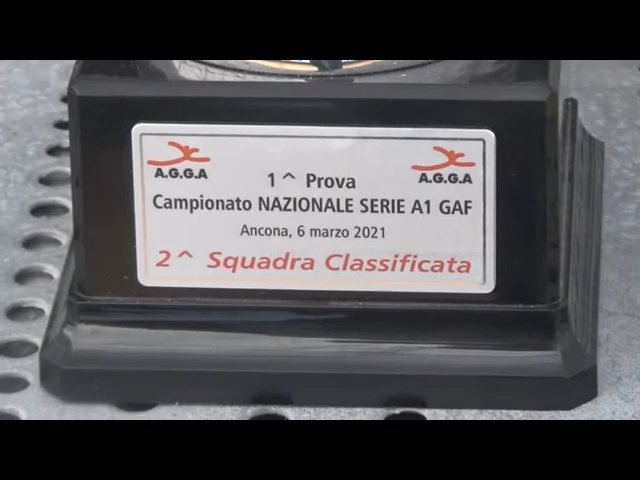 A.G.G.A
A.G.G.A
1^ Prova
Campionato NAZIONALE SERIE A1 GAF
Ancona, 6 marzo 2021
2^ Squadra Classificata